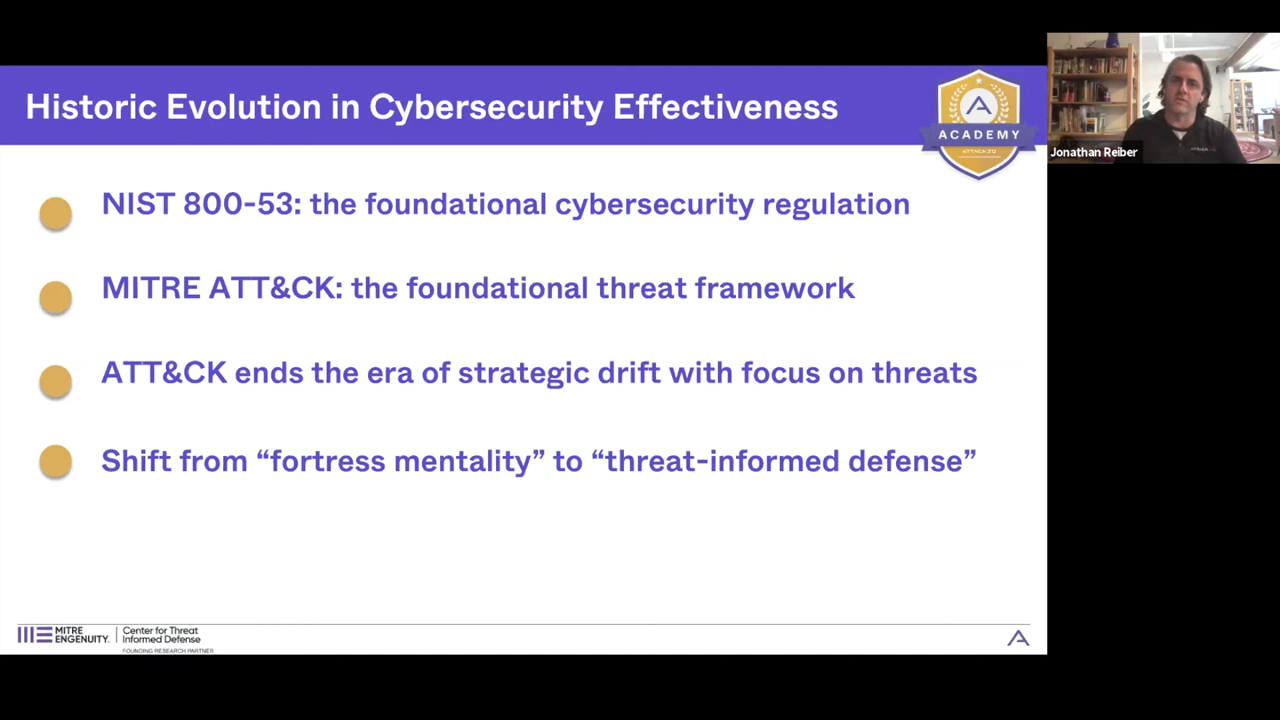 Historic Evolution in Cybersecurity Effectiveness
A
ACADEMY
ATTACK IQ
Jonathan Reiber
NIST 800-53: the foundational cybersecurity regulation
MITRE ATT&CK: the foundational threat framework
ATT&CK ends the era of strategic drift with focus on threats
Shift from “fortress mentality” to “threat-informed defense”
MITRE
ENGENUITY.
Center for Threat
Informed Defense
FOUNDING RESEARCH PARTNER